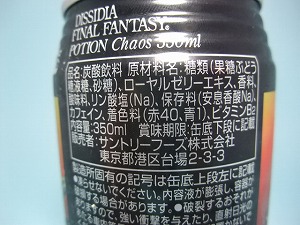 DISSIDIA
FINAL FANTASY
POTION Chaos 350ml
品名:炭酸飲料 原材料名:糖類(果糖ぶどう
糖液糖、砂糖)、ローヤルゼリーエキス、香料、
酸味料、リン酸塩(Na)、保存料(安息香酸Na)、
カフェイン、着色料(赤40、青1)、ビタミンB2
内容量:350ml 賞味期限:缶底下段に記載
販売者:サントリーフーズ株式会社
東京都港区台場2-3-3
製造所固有の記号は缶底上段左に記載
らせないでください。内容液が膨張し、容器が
あります。●破裂するおそれが
ので、強い衝撃を与えたり、直射日光の